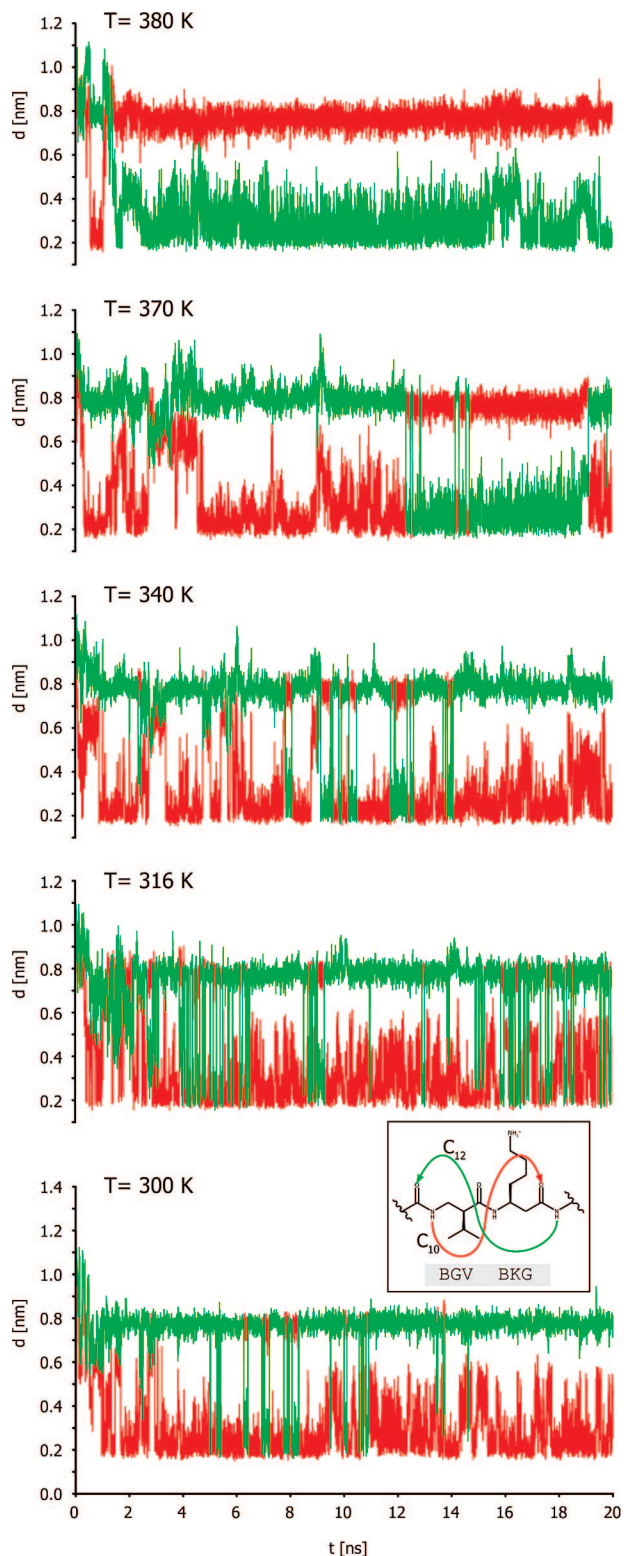 T= 380 K
1.2
1.0
0.8
0.6
0.4
0.2
d [nm]
T= 370 K
1.2
1.0
0.8
0.6
0.4
0.2
d [nm]
T= 340 K
1.2
1.0
0.8
0.6
0.4
0.2
d [nm]
T= 316 K
1.2
1.0
0.8
0.6
0.4
0.2
d [nm]
T= 300 K
1.4
1.2
1.0
0.8
0.6
0.4
0.2
0.0
d [nm]
NH₃⁺
C₁₂
O
O
O
N
H
N
H
N
H
C₁₀
BGV BKG
0 2 4 6 8 10 12 14 16 18 20
t [ns]